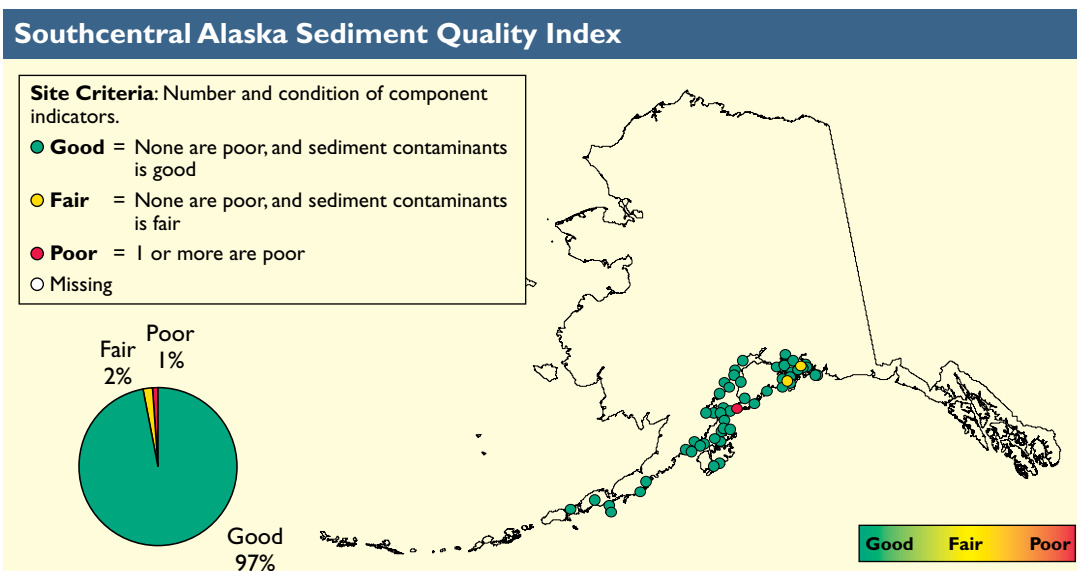 Southcentral Alaska Sediment Quality Index
Site Criteria: Number and condition of component
indicators.
Good = None are poor, and sediment contaminants
is good
Fair = None are poor, and sediment contaminants
is fair
Poor = 1 or more are poor
Missing
Poor
1%
Fair
2%
Good
97%
Good Fair Poor